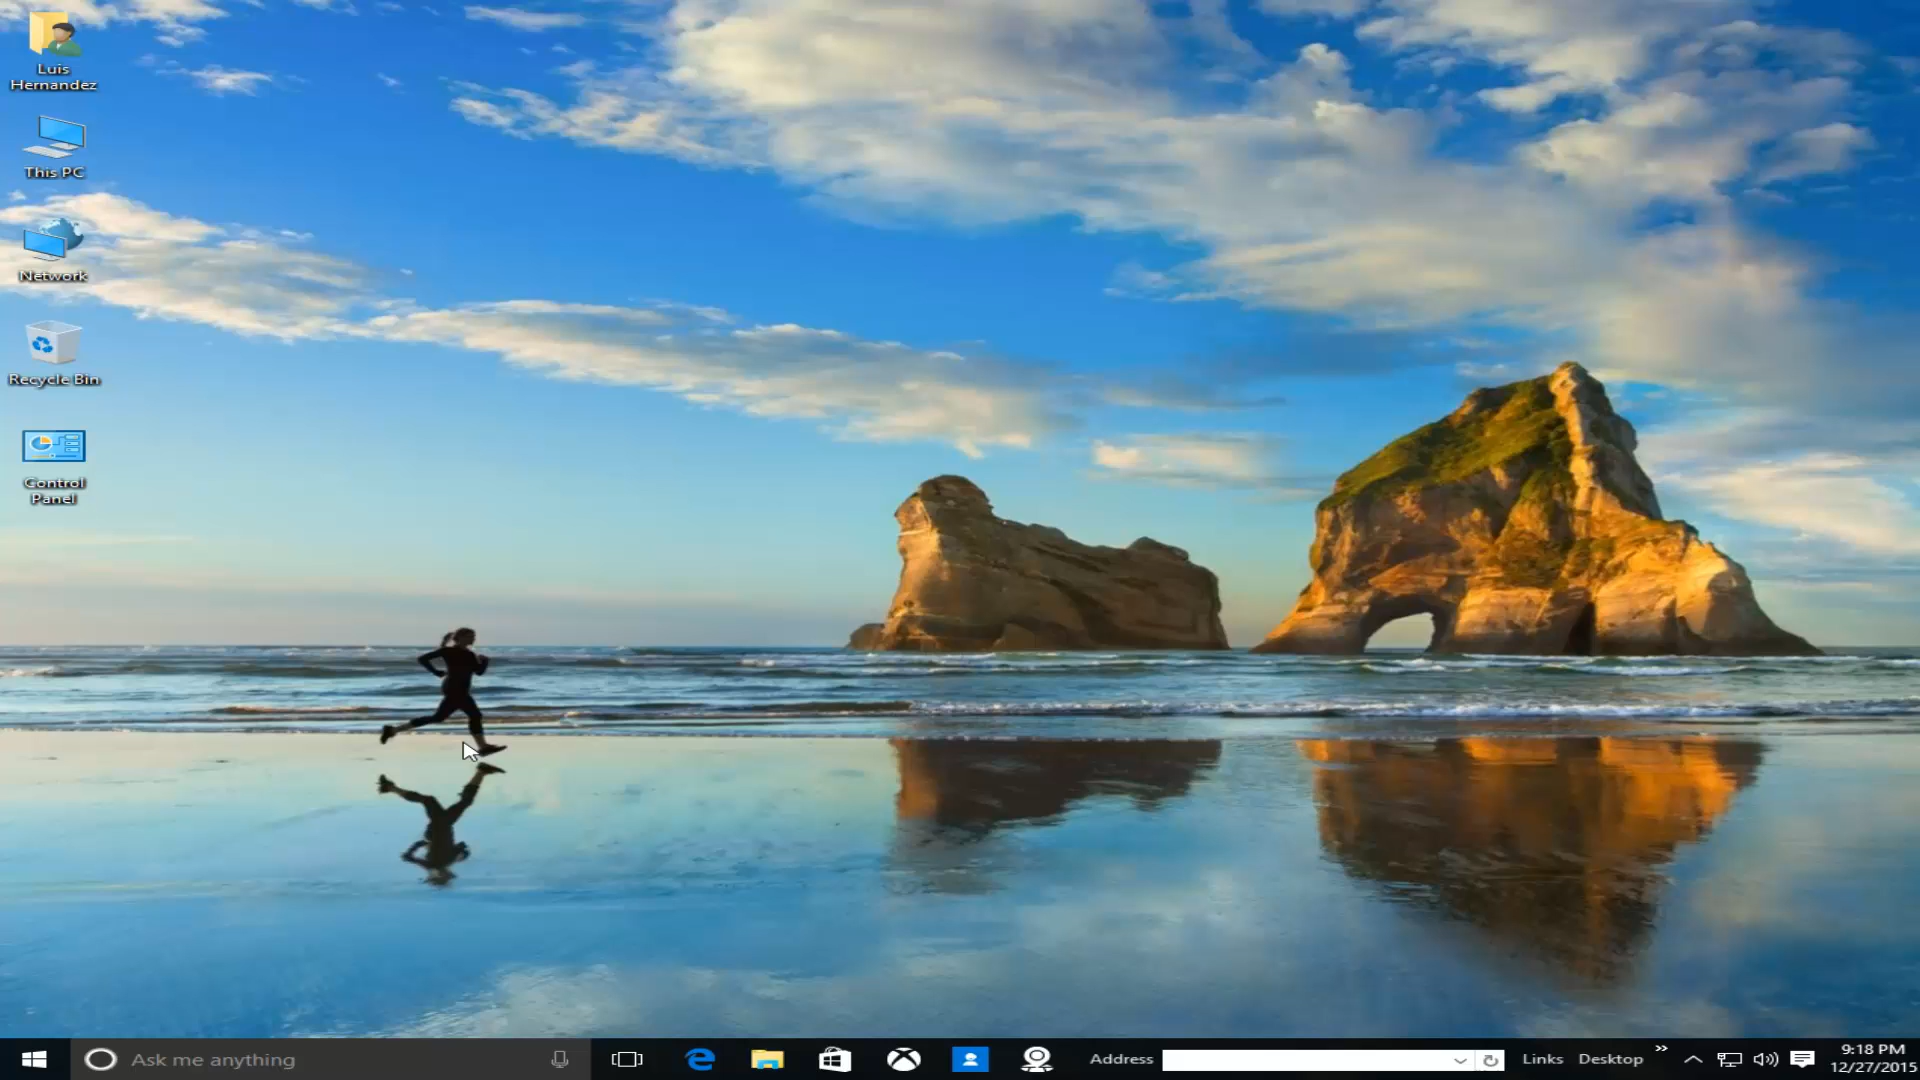 Luis
Hernandez
This PC
Network
Recycle Bin
Control
Panel
Ask me anything
Address
Links
Desktop
9:18 PM
12/27/2015